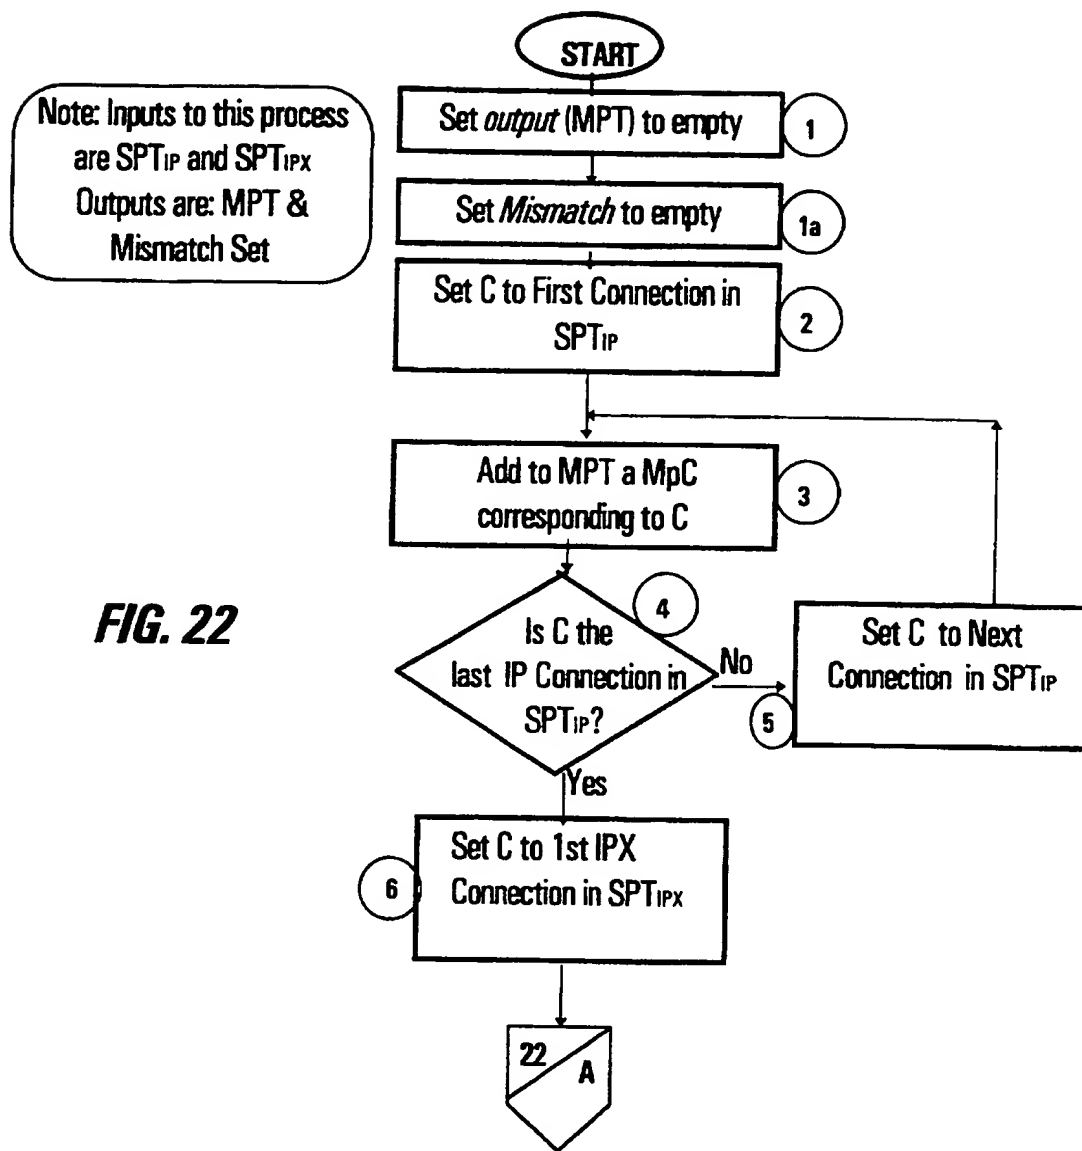 START
Note: Inputs to this process
are SPTIP and SPTIPX
Outputs are: MPT &
Mismatch Set
Set output (MPT) to empty
1
Set Mismatch to empty
1a
Set C to First Connection in
SPTIP
2
Add to MPT a MpC
corresponding to C
3
4
Is C the
last IP Connection in
SPTIP?
No
Set C to Next
Connection in SPTIP
5
FIG. 22
Yes
Set C to 1st IPX
Connection in SPTIPX
6
22
A